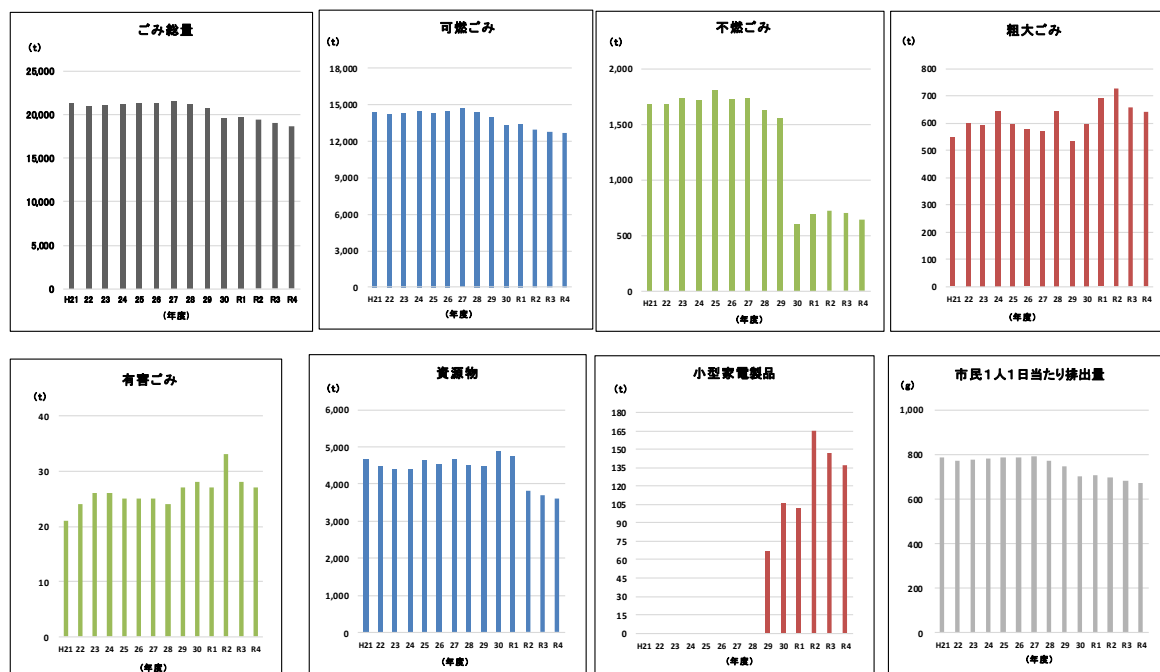 ごみ総量
(t)
25,000
20,000
15,000
10,000
5,000
0
H21 22 23 24 25 26 27 28 29 30 R1 R2 R3 R4
(年度)
可燃ごみ
(t)
18,000
15,000
12,000
9,000
6,000
3,000
0
H21 22 23 24 25 26 27 28 29 30 R1 R2 R3 R4
(年度)
不燃ごみ
(t)
2,000
1,500
1,000
500
0
H21 22 23 24 25 26 27 28 29 30 R1 R2 R3 R4
(年度)
粗大ごみ
(t)
800
700
600
500
400
300
200
100
0
H21 22 23 24 25 26 27 28 29 30 R1 R2 R3 R4
(年度)
有害ごみ
(t)
40
30
20
10
0
H21 22 23 24 25 26 27 28 29 30 R1 R2 R3 R4
(年度)
資源物
(t)
6,000
5,000
4,000
3,000
2,000
1,000
0
H21 22 23 24 25 26 27 28 29 30 R1 R2 R3 R4
(年度)
小型家電製品
(t)
180
165
150
135
120
105
90
75
60
45
30
15
0
H21 22 23 24 25 26 27 28 29 30 R1 R2 R3 R4
(年度)
市民1人1日当たり排出量
(g)
1,000
800
600
400
200
0
H21 22 23 24 25 26 27 28 29 30 R1 R2 R3 R4
(年度)